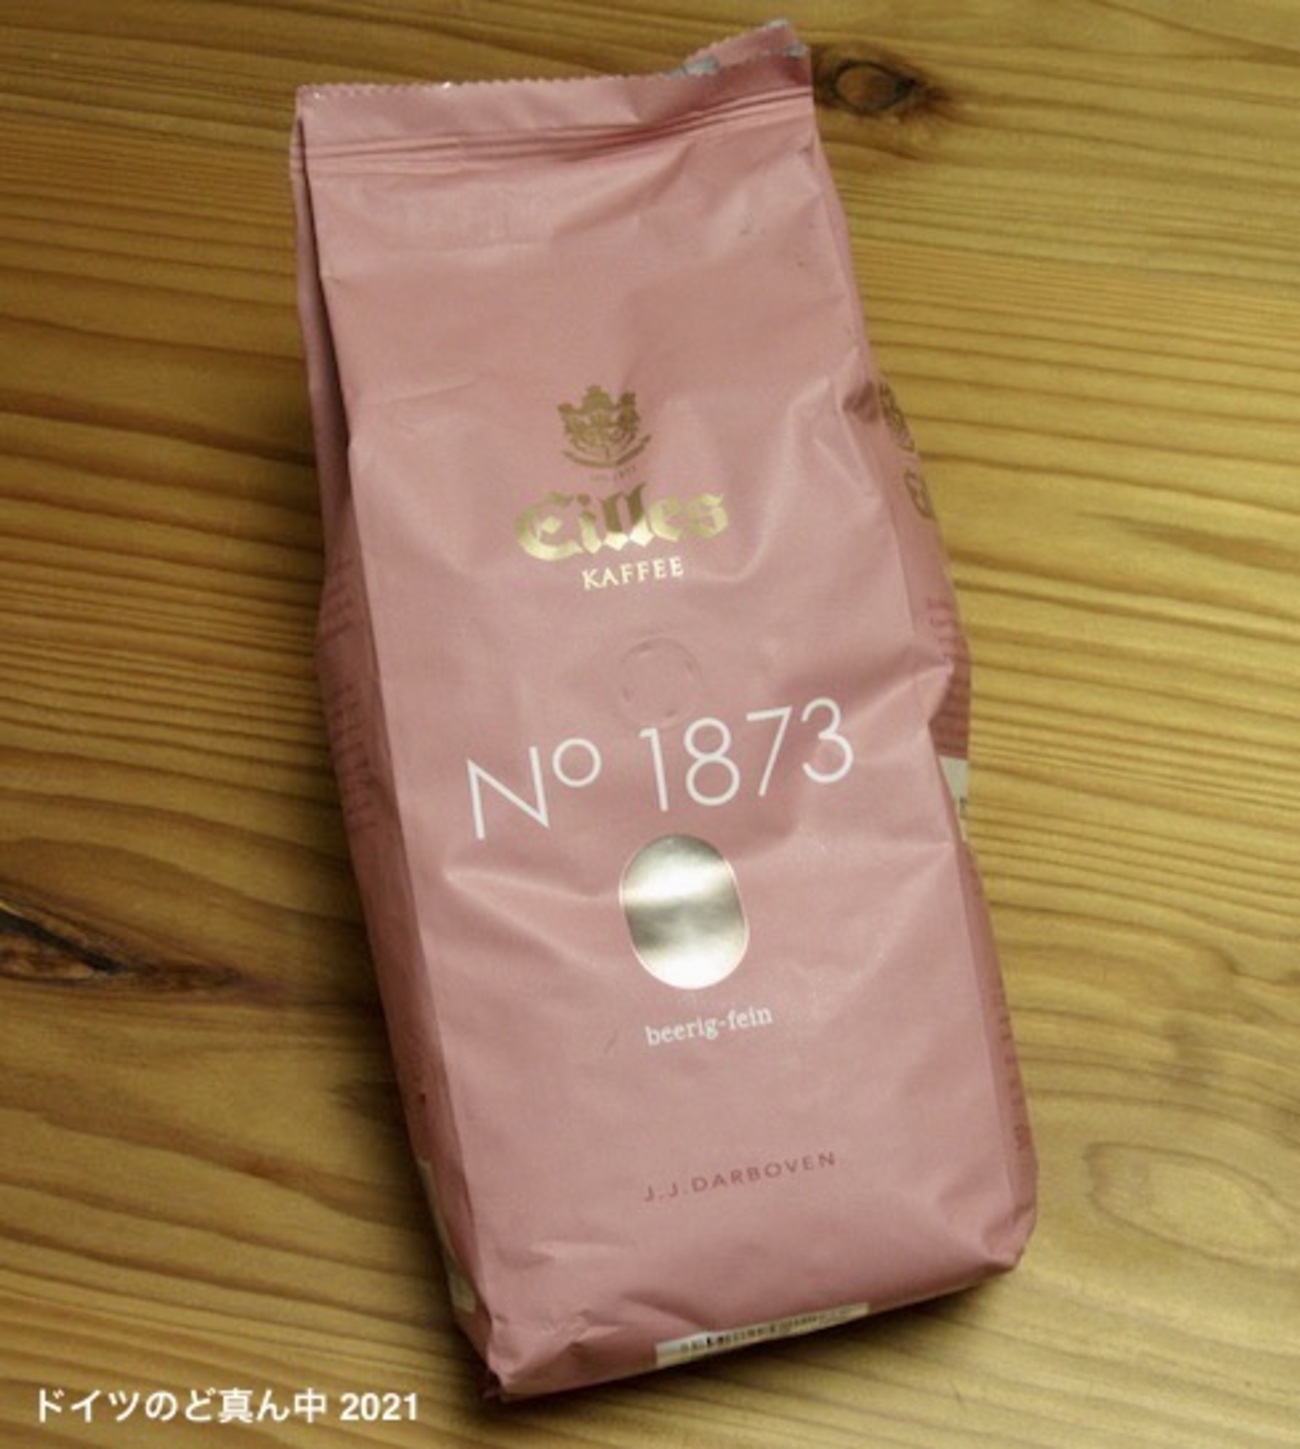 Eilles
KAFFEE
Nº 1873
beerig-fein
J.J.DARBOVEN
ドイツのど真ん中 2021